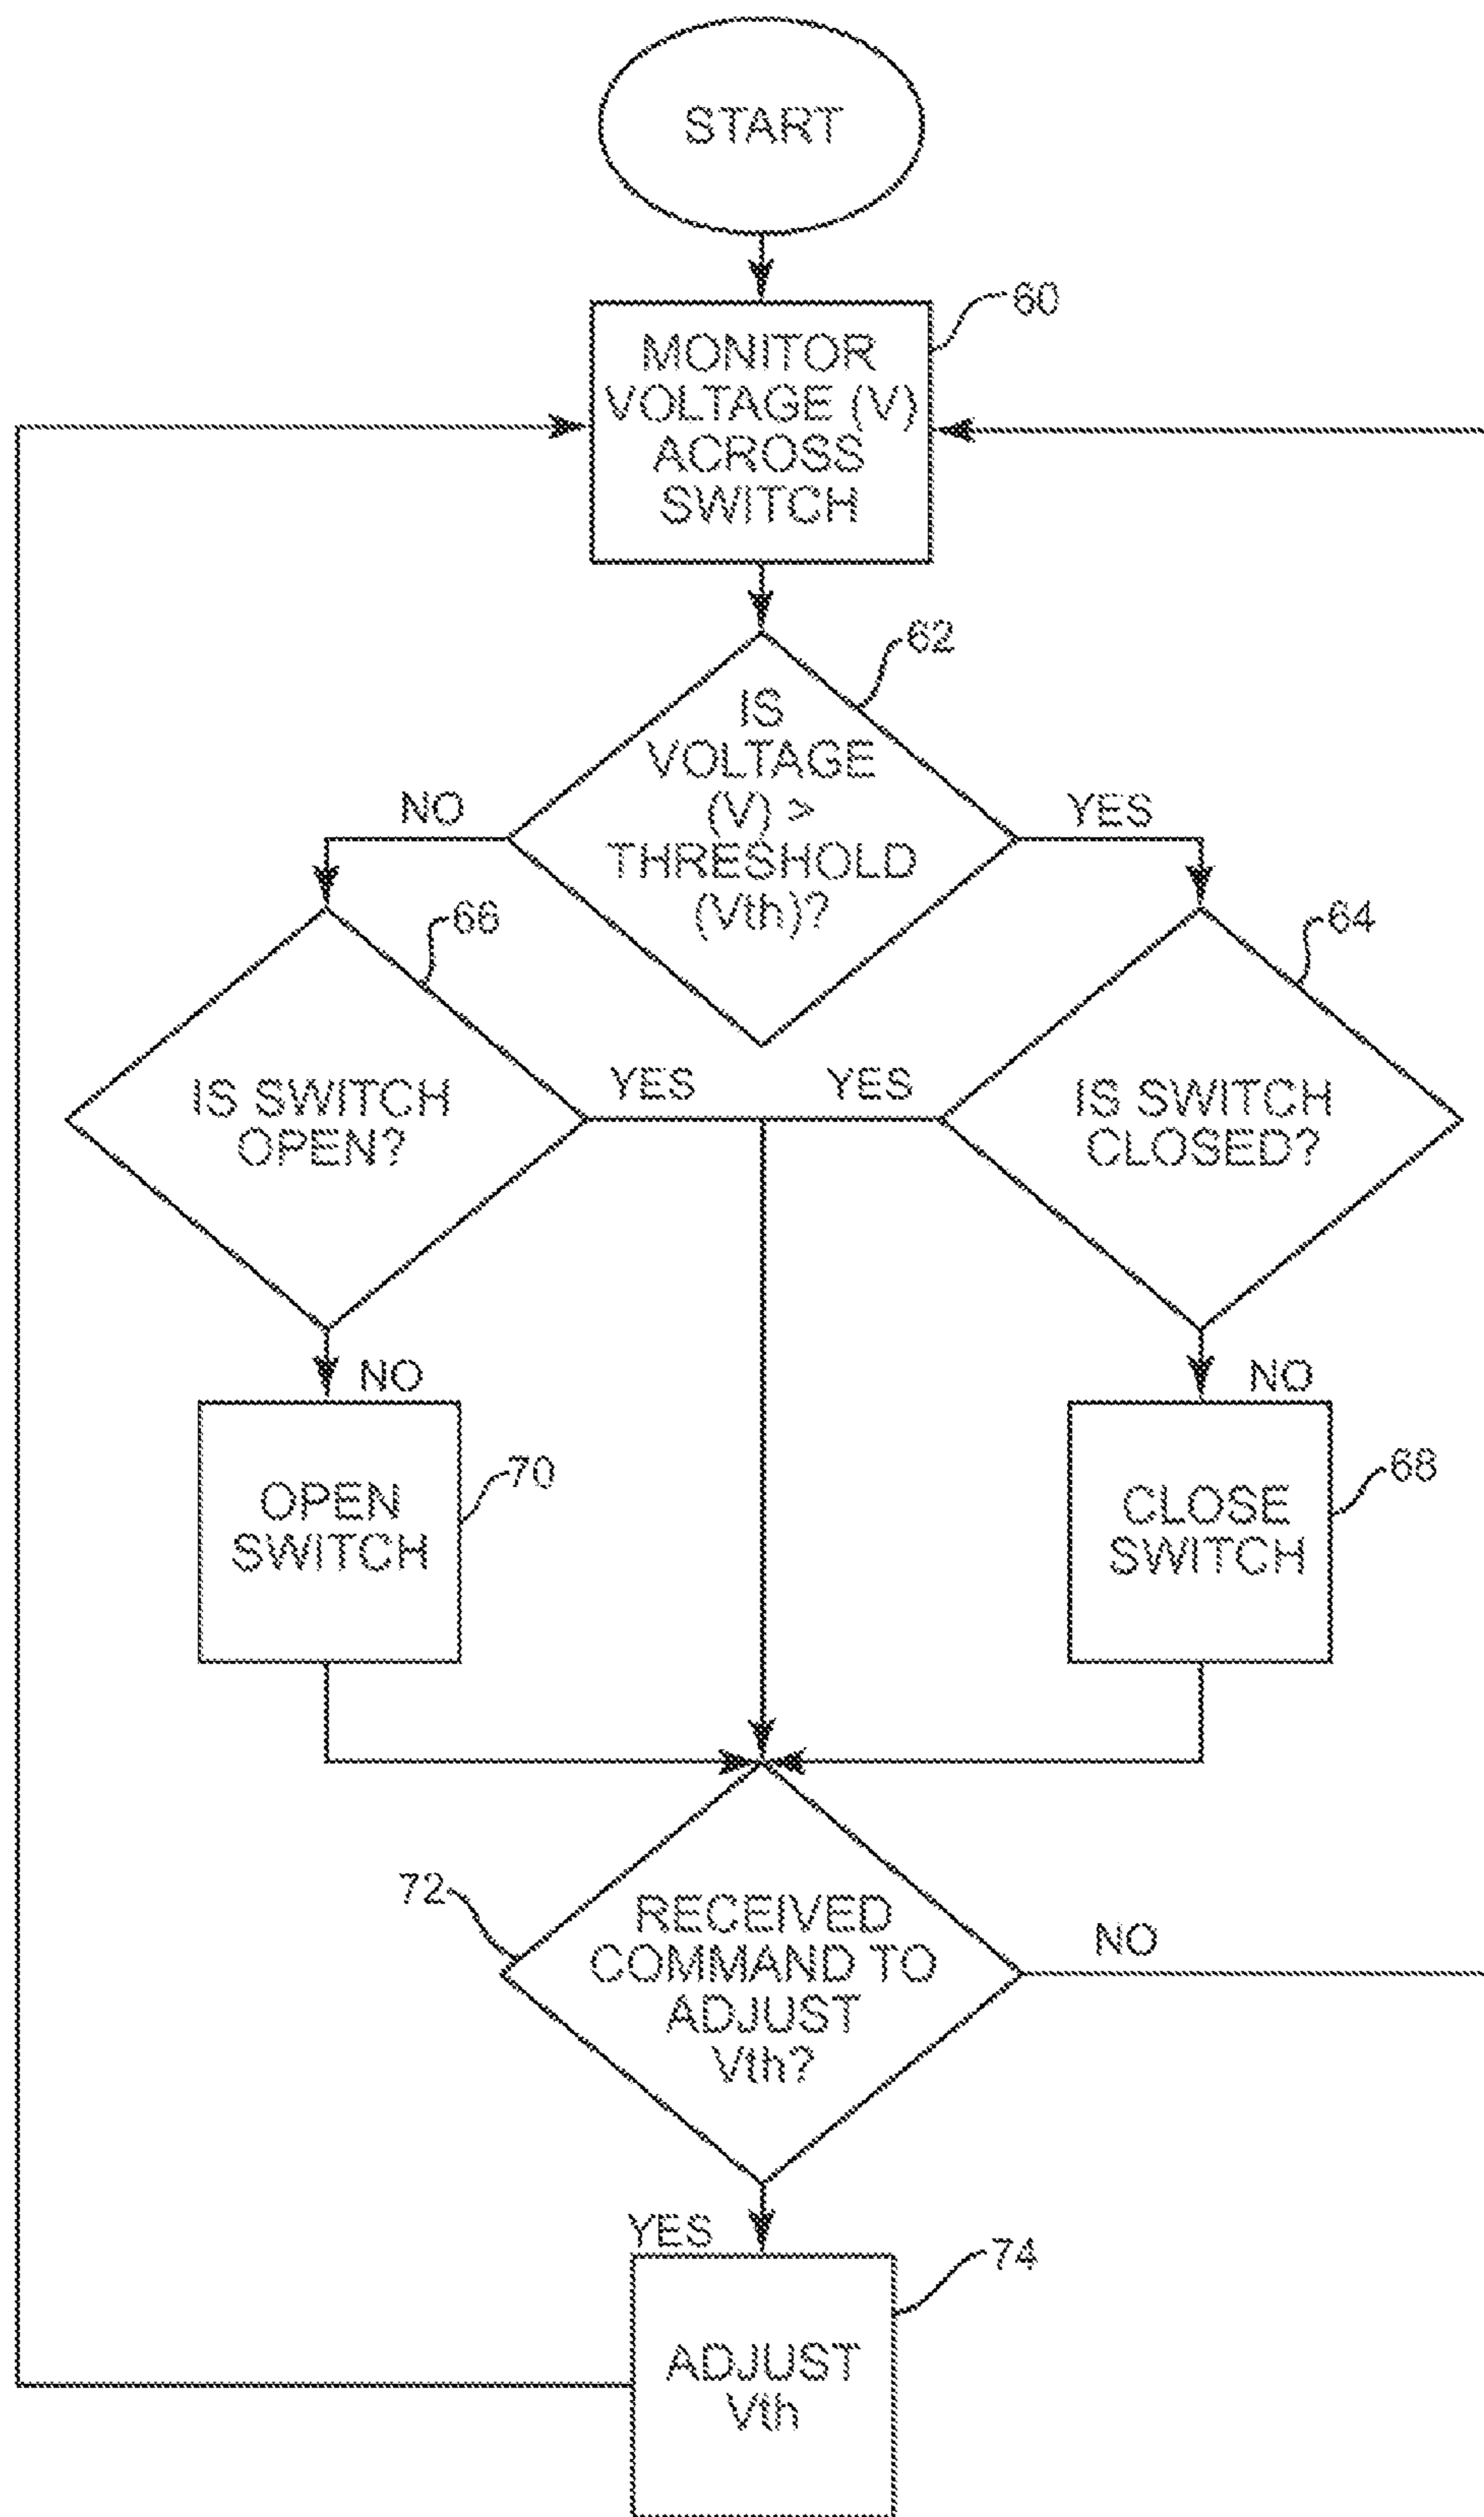 START
60
MONITOR
VOLTAGE (V)
ACROSS
SWITCH
62
IS
VOLTAGE
(V) >
THRESHOLD
(Vth)?
NO
YES
66
64
IS SWITCH
OPEN?
YES
YES
IS SWITCH
CLOSED?
NO
NO
OPEN
SWITCH
70
CLOSE
SWITCH
68
72
RECEIVED
COMMAND TO
ADJUST
Vth?
NO
YES
74
ADJUST
Vth